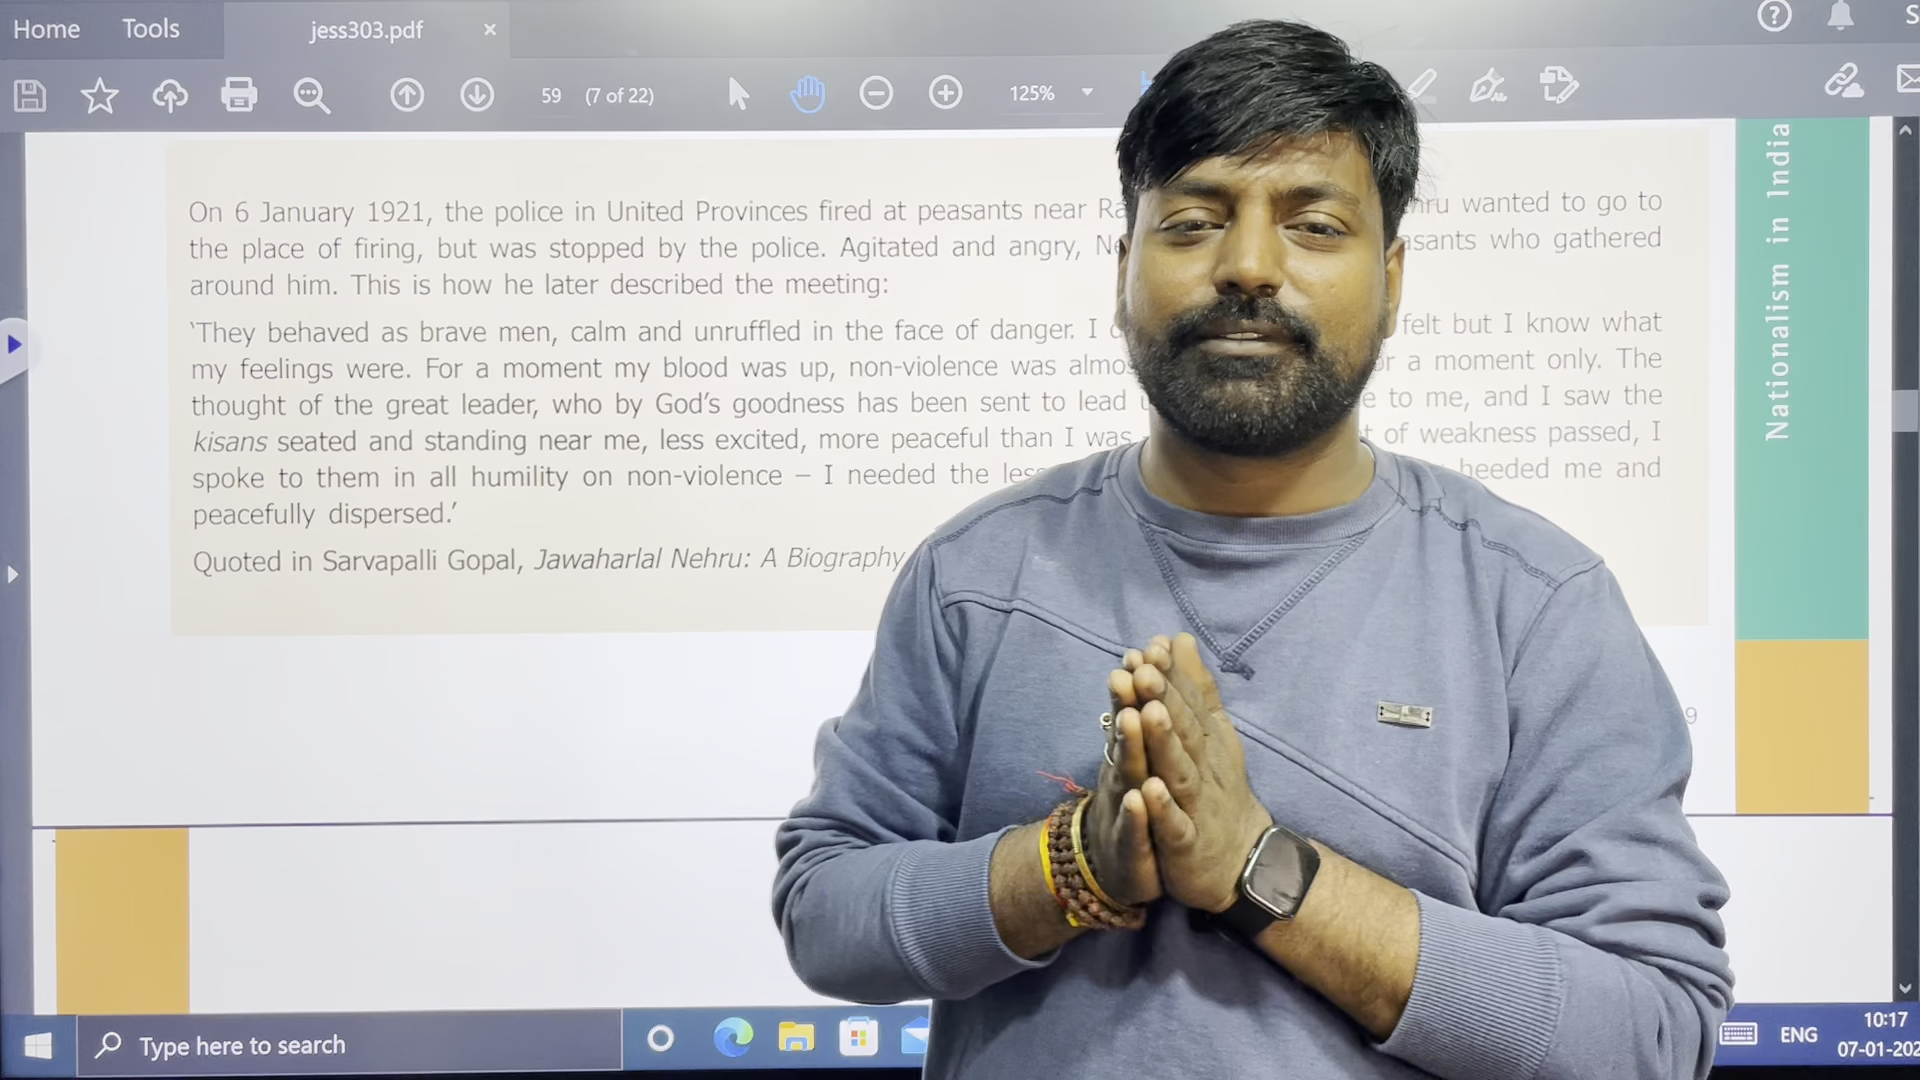 Home Tools jess303.pdf × S
59 (7 of 22) 125%
On 6 January 1921, the police in United Provinces fired at peasants near wanted to go to
the place of firing, but was stopped by the police. Agitated and angry, who gathered
around him. This is how he later described the meeting:
‘They behaved as brave men, calm and unruffled in the face of danger. I felt but I know what
my feelings were. For a moment my blood was up, non-violence was a moment only. The
thought of the great leader, who by God’s goodness has been sent to lead to me, and I saw the
kisans seated and standing near me, less excited, more peaceful than I was of weakness passed, I
spoke to them in all humility on non-violence – I needed the heeded me and
peacefully dispersed.’
Quoted in Sarvapalli Gopal, Jawaharlal Nehru: A Biography
Nationalism in India
9
Type here to search
ENG
10:17
07-01-202